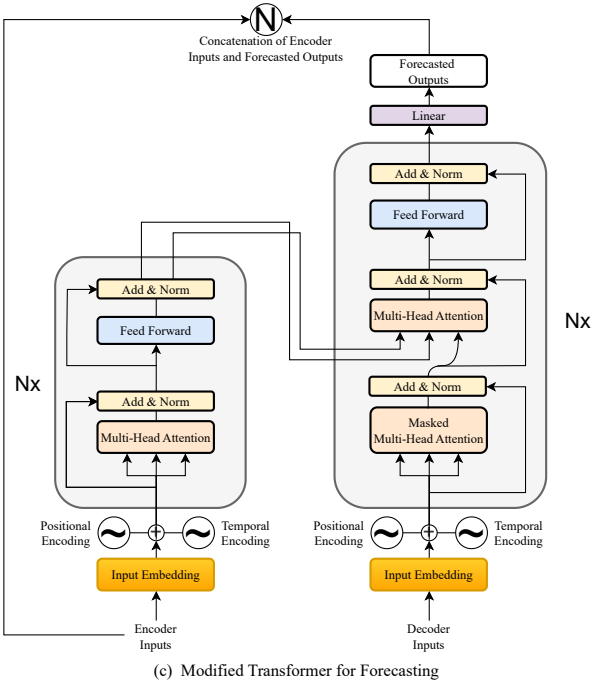 N
Concatenation of Encoder
Inputs and Forecasted Outputs
Forecasted
Outputs
Linear
Add & Norm
Feed Forward
Add & Norm
Multi-Head Attention
Nx
Add & Norm
Masked
Multi-Head Attention
Add & Norm
Feed Forward
Nx
Add & Norm
Multi-Head Attention
Positional
Encoding
~
+
~
Temporal
Encoding
Positional
Encoding
~
+
~
Temporal
Encoding
Input Embedding
Input Embedding
Encoder
Inputs
Decoder
Inputs
(c) Modified Transformer for Forecasting